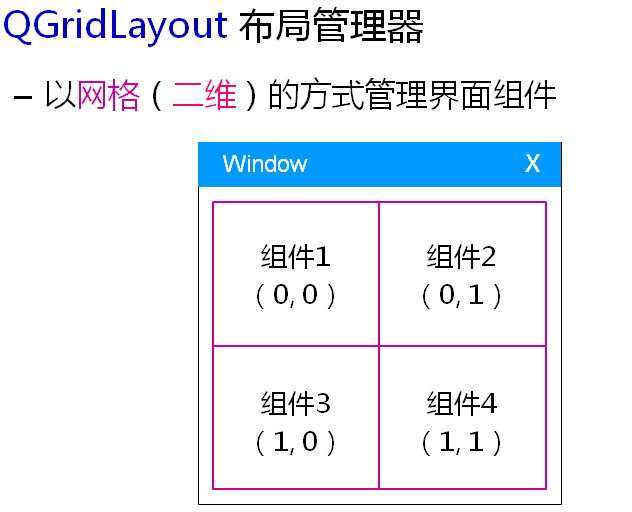 QGridLayout 布局管理器
– 以网格（二维）的方式管理界面组件
Window X
组件1 组件2
（0, 0） （0, 1）
组件3 组件4
（1, 0） （1, 1）